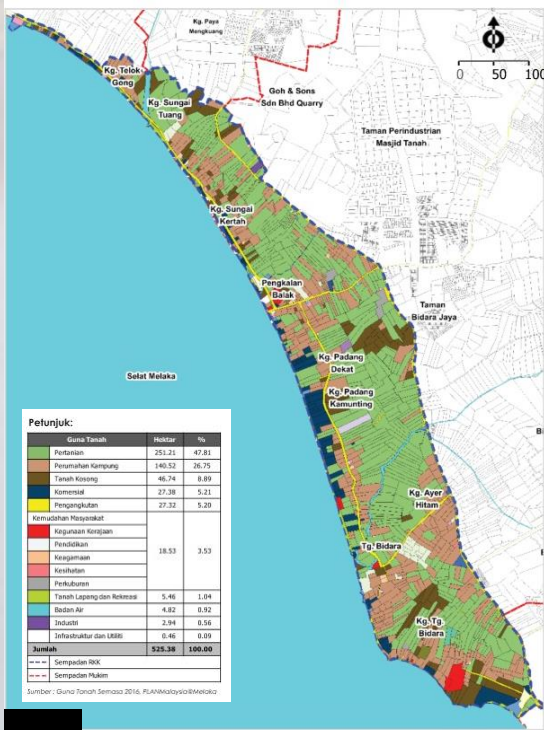 Kg. Paya
Mengkuang
0 50 100
Kg. Telok
Gong
Goh & Sons
Sdn Bhd Quarry
Kg. Sungai
Tuang
Taman Perindustrian
Masjid Tanah
Kg. Sungai
Kertah
Pengkalan
Balak
Taman
Bidara Jaya
Kg. Padang
Dekat
Selat Melaka
Kg. Padang
Kamunting
Kg. Ayer
Hitam
Tg. Bidara
Kg. Tg.
Bidara
Petunjuk:
Guna Tanah Hektar %
Pertanian 251.21 47.81
Perumahan Kampung 140.52 26.75
Tanah Kosong 46.74 8.89
Komersial 27.38 5.21
Pengangkutan 27.32 5.20
Kemudahan Masyarakat 18.53 3.53
Kegunaan Kerajaan
Pendidikan
Keagamaan
Kesihatan
Perkuburan
Tanah Lapang dan Rekreasi 5.46 1.04
Badan Air 4.82 0.92
Industri 2.94 0.56
Infrastruktur dan Utiliti 0.46 0.09
Jumlah 525.38 100.00
Sempadan RKK
Sempadan Mukim
Sumber : Guna Tanah Semasa 2016, PLANMalaysia@Melaka